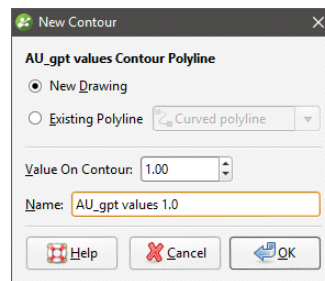 New Contour
AU_gpt values Contour Polyline
New Drawing
Existing Polyline Curved polyline
Value On Contour: 1.00
Name: AU_gpt values 1.0
Help Cancel OK